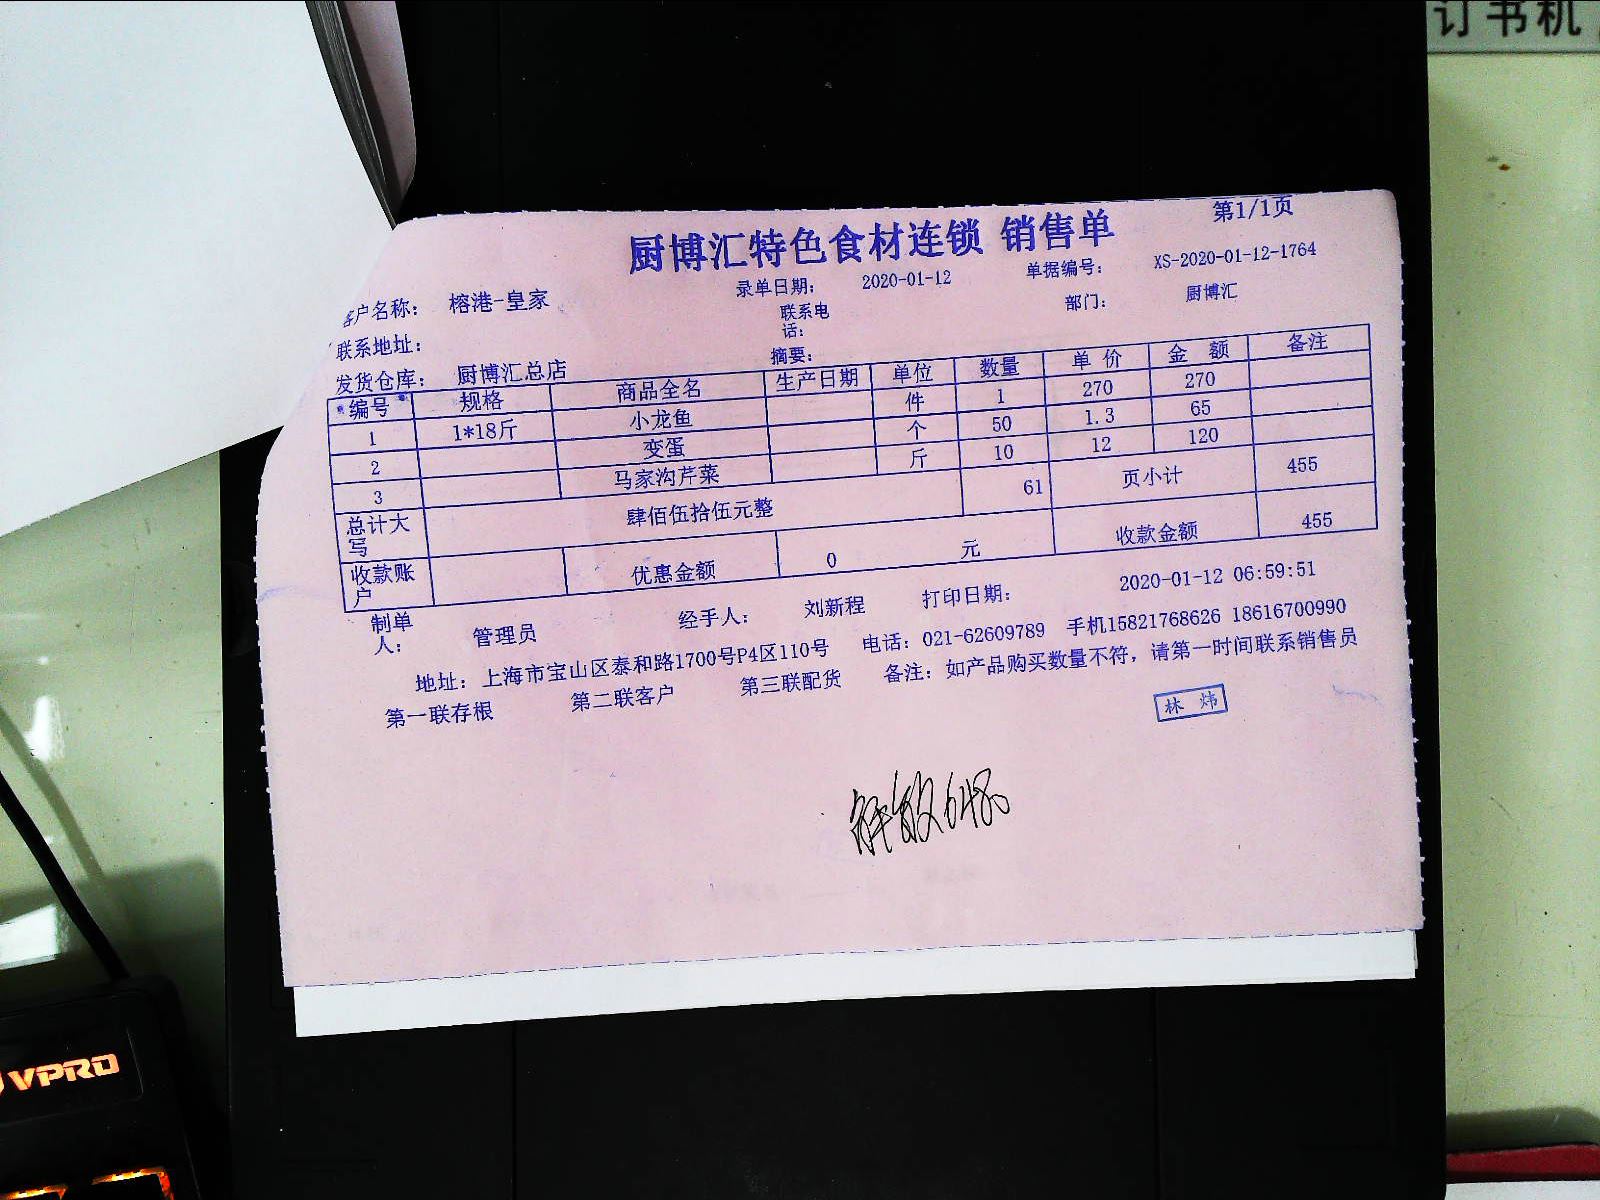 订书机
厨博汇特色食材连锁 销售单
第1/1页
客户名称： 榕港-皇家
录单日期： 2020-01-12
单据编号： XS-2020-01-12-1764
联系地址：
联系电话：
部门： 厨博汇
发货仓库： 厨博汇总店
摘要：
编号 规格 商品全名 生产日期 单位 数量 单 价 金 额 备注
1 1*18斤 小龙鱼 件 1 270 270
2 变蛋 个 50 1.3 65
3 马家沟芹菜 斤 10 12 120
总计大写 肆佰伍拾伍元整 61 页小计 455
收款账户 优惠金额 0 元 收款金额 455
制单人： 管理员 经手人： 刘新程 打印日期： 2020-01-12 06:59:51
地址：上海市宝山区泰和路1700号P4区110号 电话：021-62609789 手机15821768626 18616700990
第一联存根 第二联客户 第三联配货 备注：如产品购买数量不符，请第一时间联系销售员
林 炜
VPRO